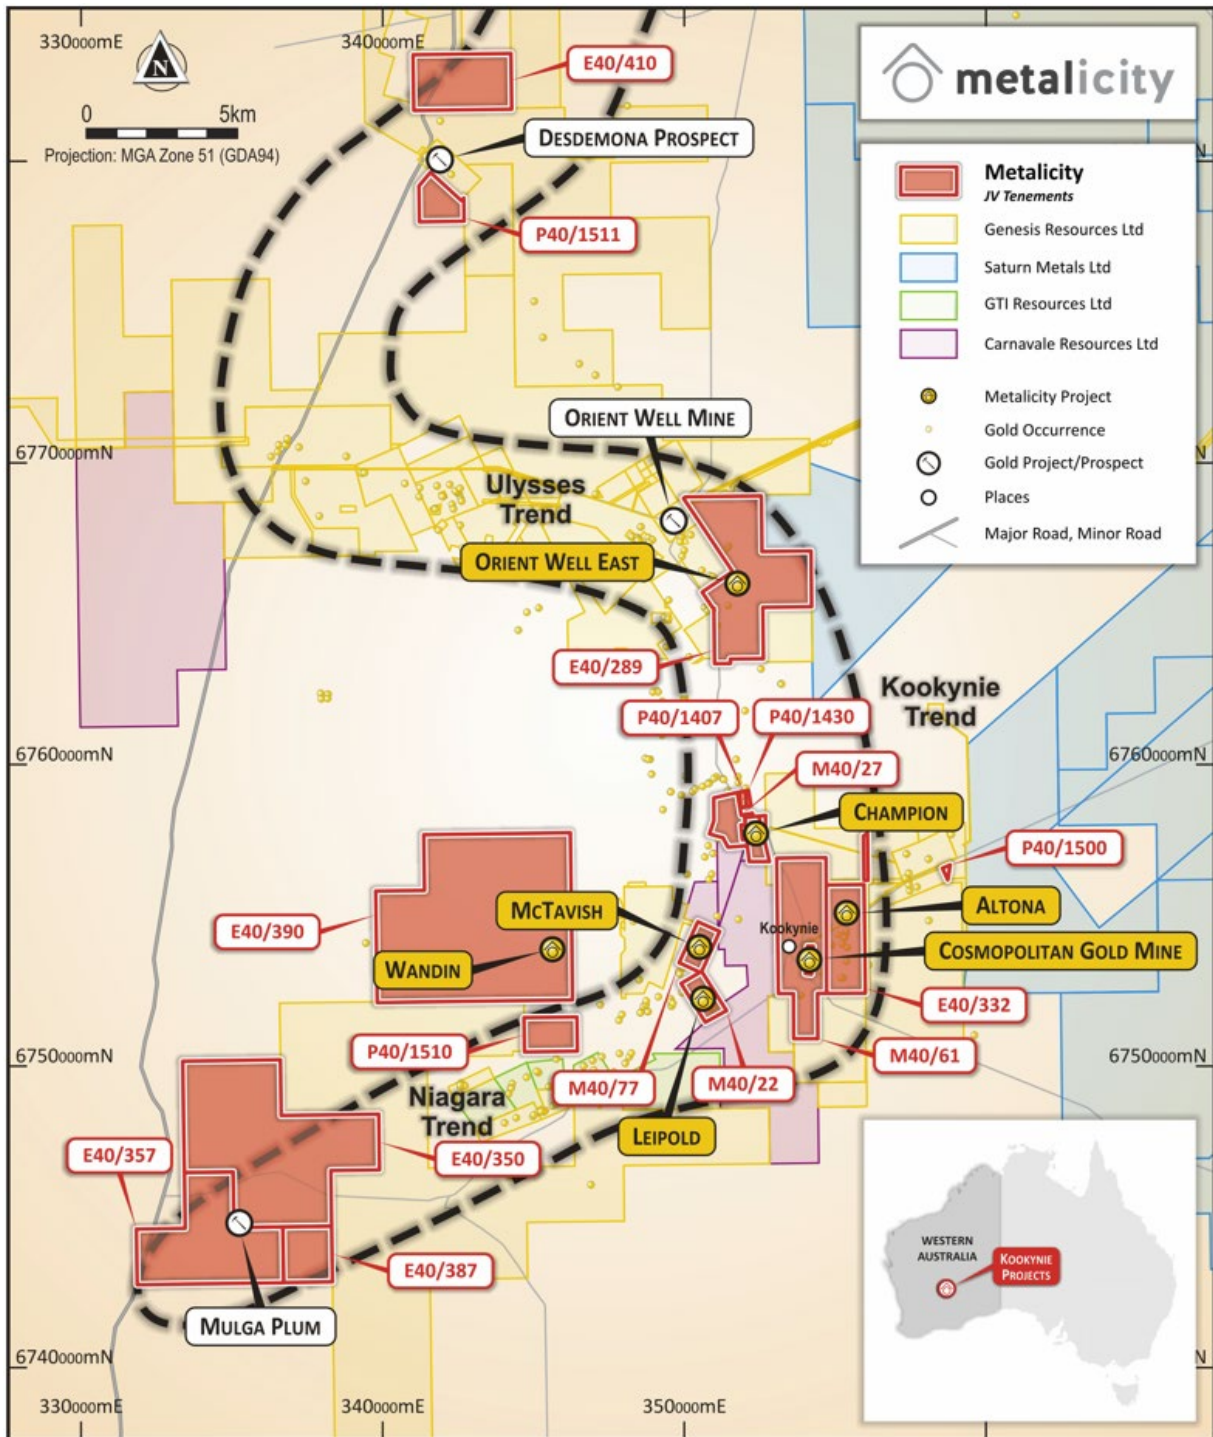 330000mE
340000mE
N
0
5km
Projection: MGA Zone 51 (GDA94)
E40/410
DESDEMONA PROSPECT
P40/1511
metalicity
Metalicity
JV Tenements
Genesis Resources Ltd
Saturn Metals Ltd
GTI Resources Ltd
Carnavale Resources Ltd
Metalicity Project
Gold Occurrence
Gold Project/Prospect
Places
Major Road, Minor Road
N
ORIENT WELL MINE
6770000mN
Ulysses
Trend
ORIENT WELL EAST
E40/289
Kookynie
Trend
P40/1407
P40/1430
6760000mN
6760000mN
M40/27
CHAMPION
P40/1500
MCTAVISH
ALTONA
E40/390
Kookynie
WANDIN
COSMOPOLITAN GOLD MINE
E40/332
P40/1510
M40/61
6750000mN
6750000mN
M40/77
M40/22
Niagara
Trend
LEIPOLD
E40/357
E40/350
E40/387
MULGA PLUM
WESTERN
AUSTRALIA
KOOKYNIE
PROJECTS
6740000mN
N
330000mE
340000mE
350000mE